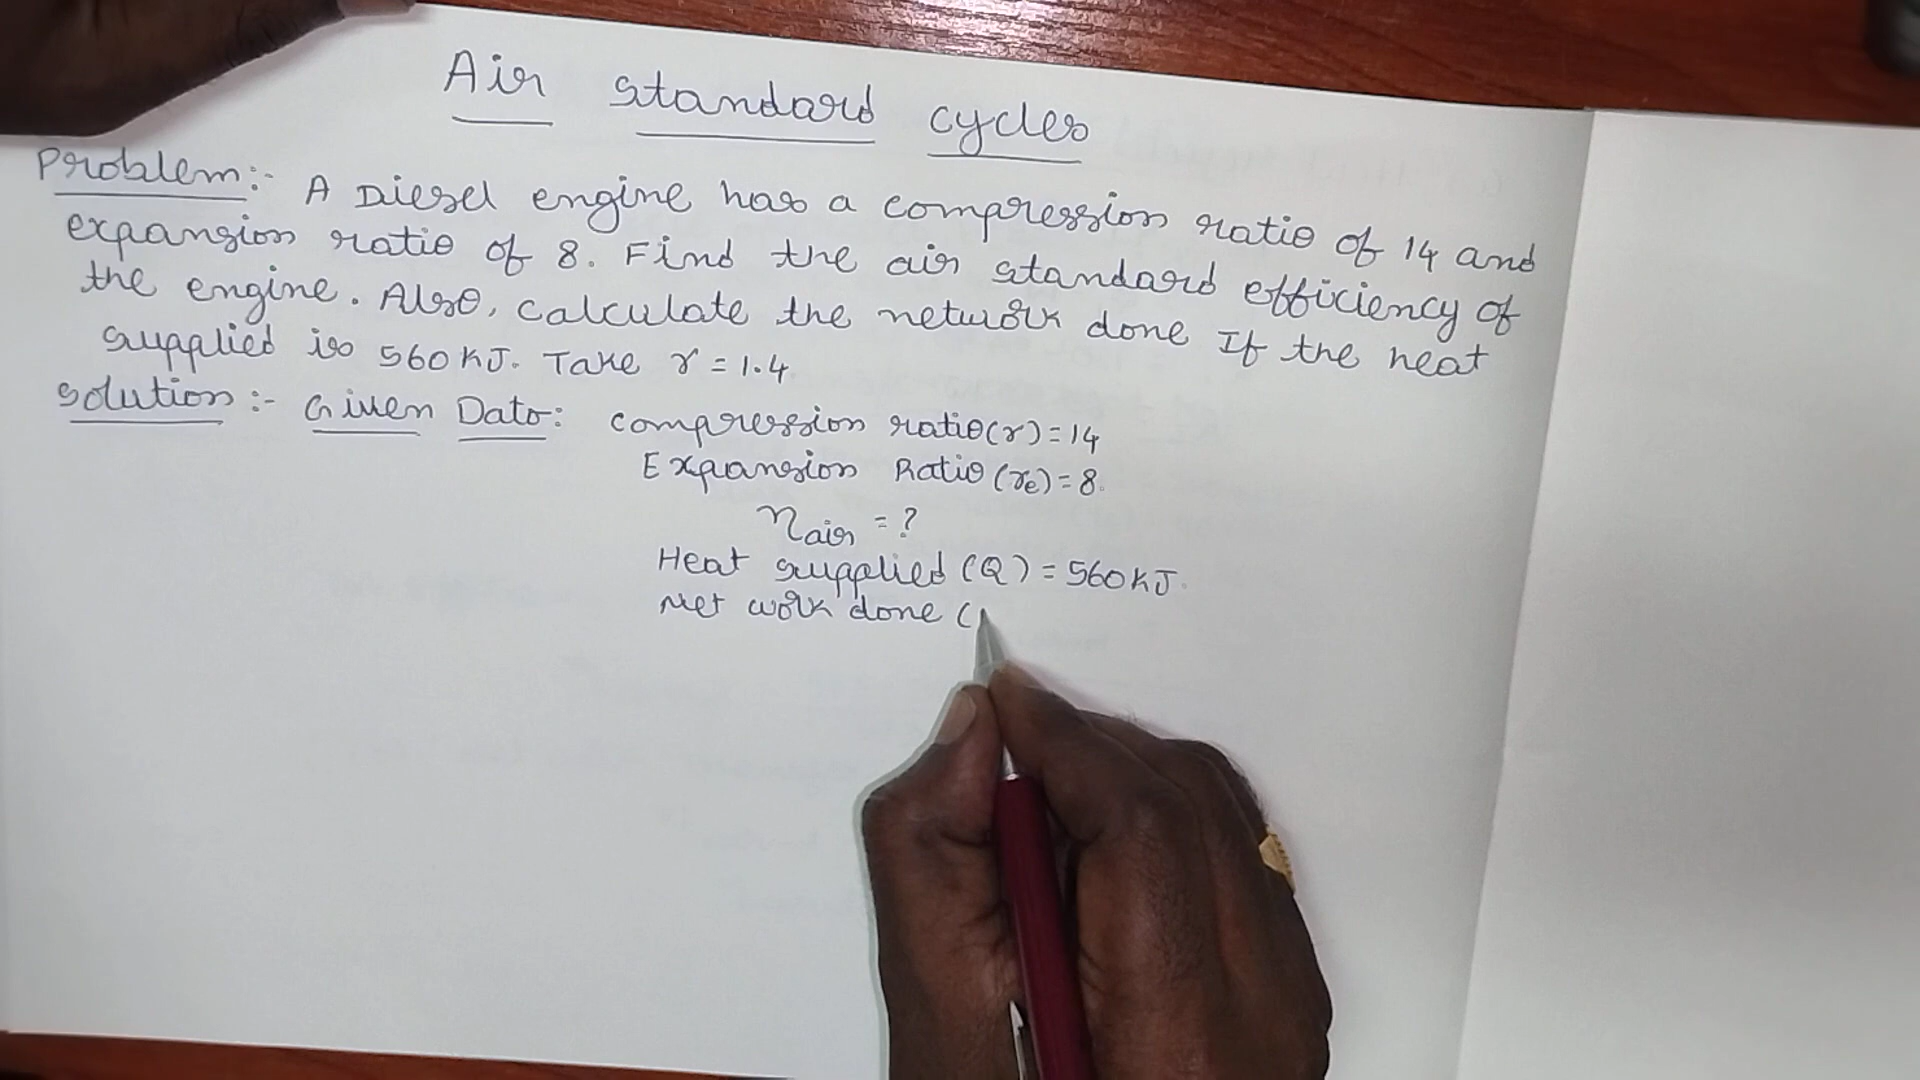 Air standard cycles
Problem:- A Diesel engine has a compression ratio of 14 and
expansion ratio of 8. Find the air standard efficiency of
the engine. Also, calculate the network done If the heat
supplied is 560 KJ. Take γ = 1.4
Solution:- Given Data: Compression ratio(r) = 14
Expansion Ratio (re) = 8.
ηair = ?
Heat supplied (Q) = 560 KJ.
Net work done (